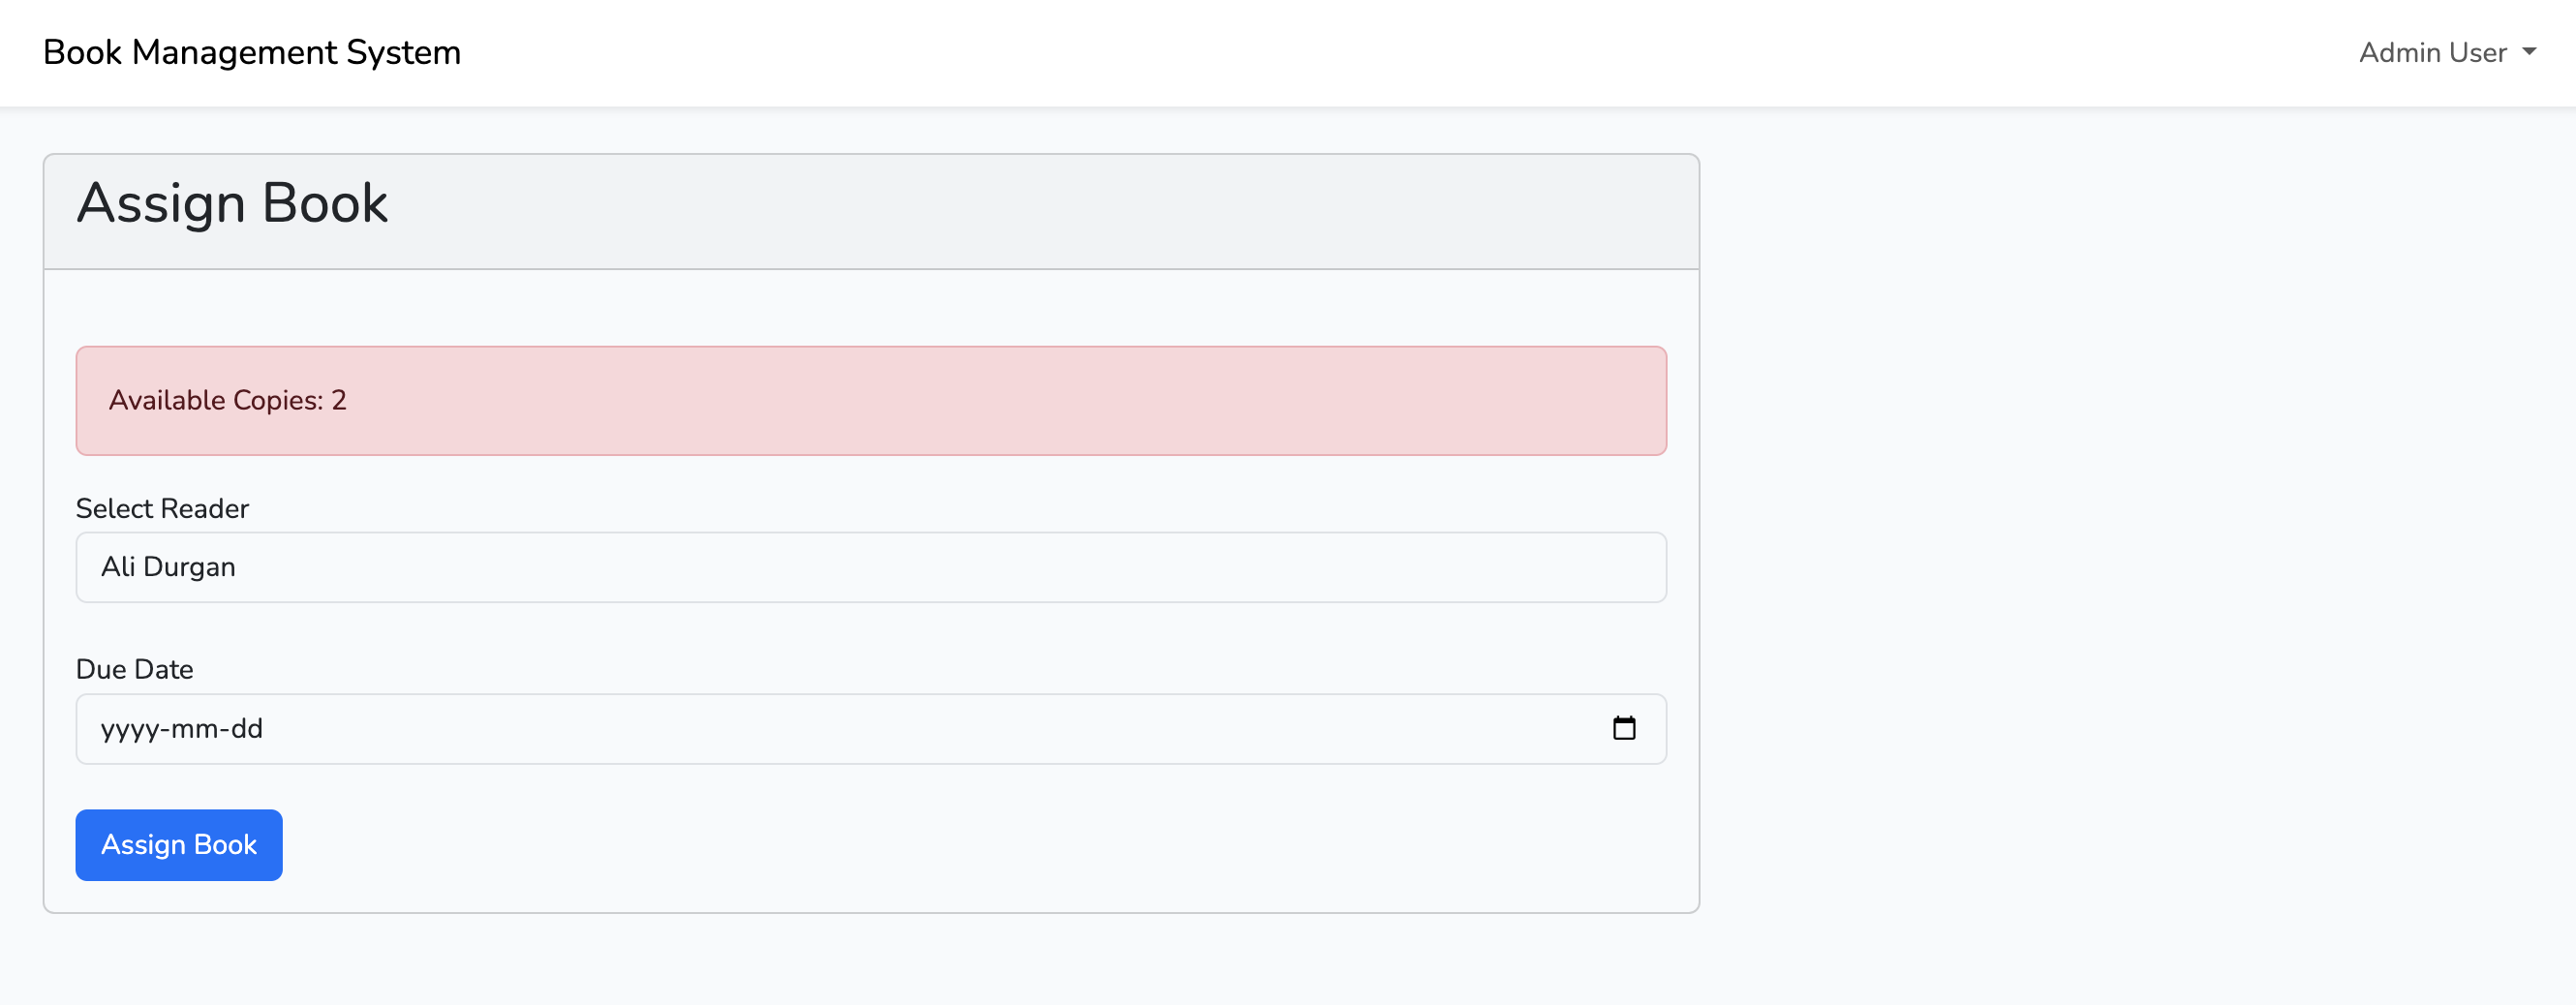 Book Management System
Admin User
Assign Book
Available Copies: 2
Select Reader
Ali Durgan
Due Date
yyyy-mm-dd
Assign Book